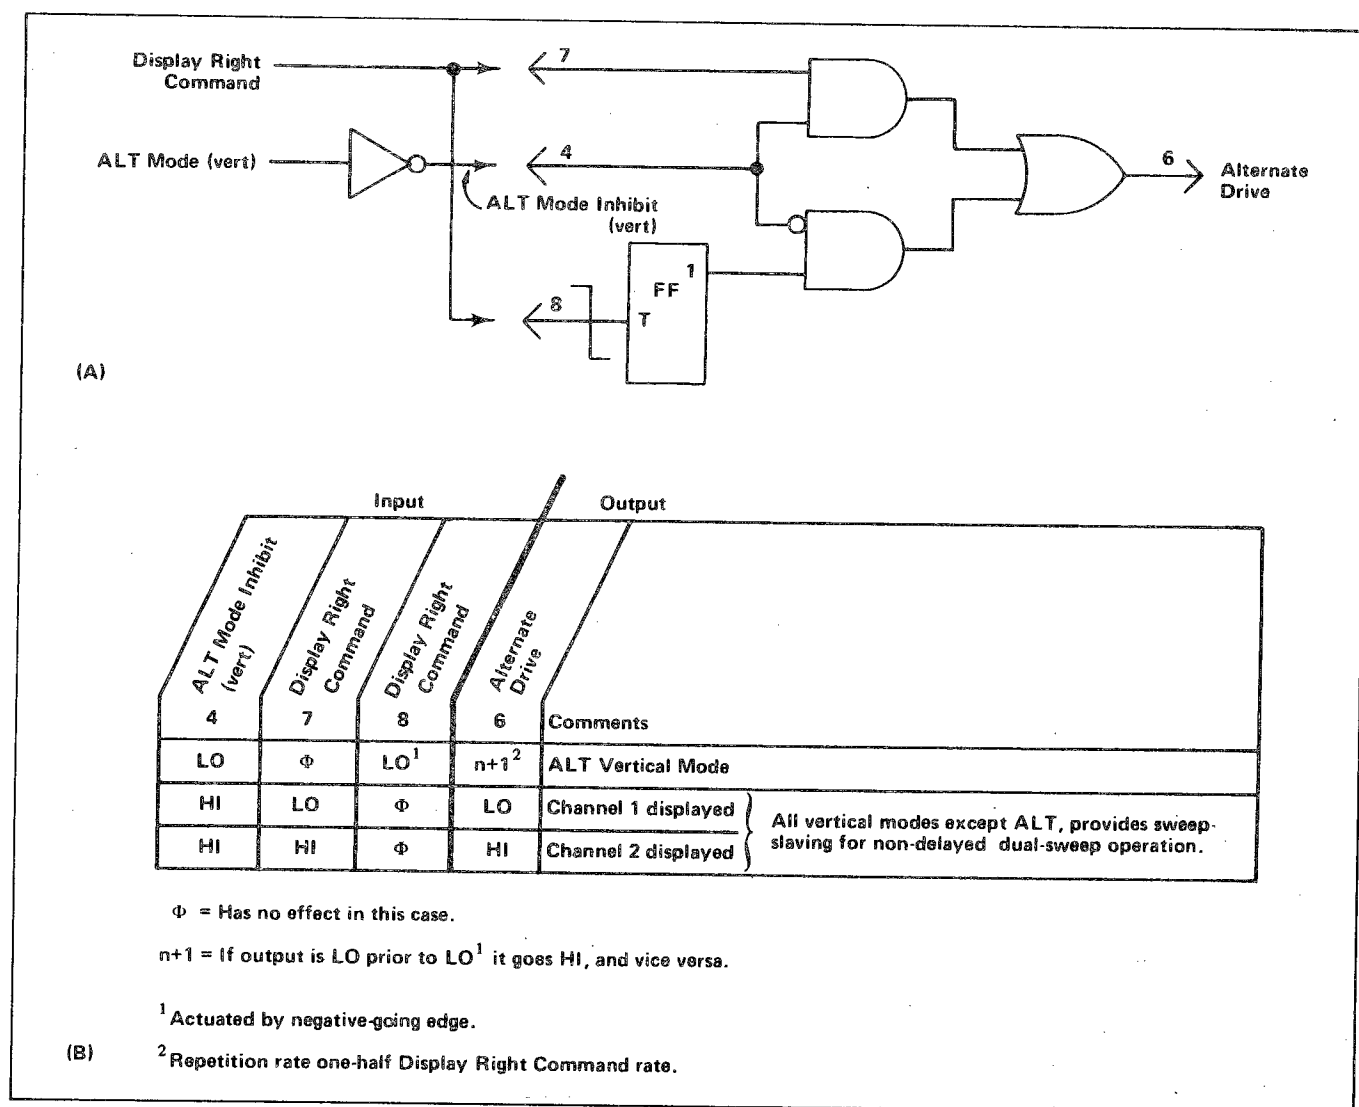 Display Right
Command
7
ALT Mode (vert)
4
ALT Mode Inhibit
(vert)
6
Alternate
Drive
1
FF
T
8
(A)
Input
Output
ALT Mode Inhibit
(vert)
Display Right
Command
Display Right
Command
Alternate
Drive
4 7 8 6 Comments
LO Φ LO¹ n+1² ALT Vertical Mode
HI LO Φ LO Channel 1 displayed
HI HI Φ HI Channel 2 displayed
All vertical modes except ALT, provides sweep-
slaving for non-delayed dual-sweep operation.
Φ = Has no effect in this case.
n+1 = If output is LO prior to LO¹ it goes HI, and vice versa.
¹Actuated by negative-going edge.
(B)
²Repetition rate one-half Display Right Command rate.